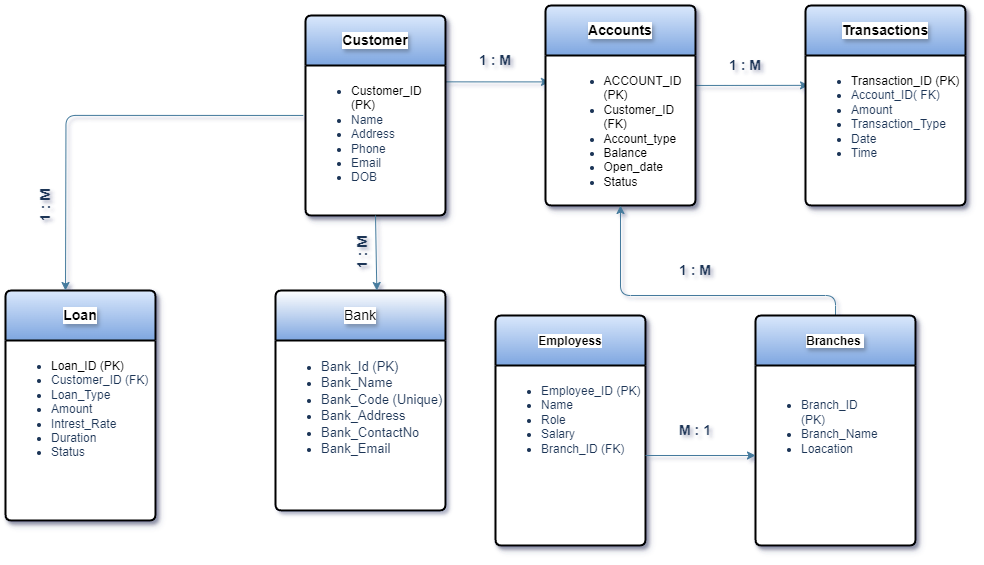 Customer
Customer_ID
(PK)
Name
Address
Phone
Email
DOB
1 : M
Accounts
ACCOUNT_ID
(PK)
Customer_ID
(FK)
Account_type
Balance
Open_date
Status
1 : M
Transactions
Transaction_ID (PK)
Account_ID( FK)
Amount
Transaction_Type
Date
Time
1 : M
1 : M
1 : M
Loan
Loan_ID (PK)
Customer_ID (FK)
Loan_Type
Amount
Intrest_Rate
Duration
Status
Bank
Bank_Id (PK)
Bank_Name
Bank_Code (Unique)
Bank_Address
Bank_ContactNo
Bank_Email
Employess
Employee_ID (PK)
Name
Role
Salary
Branch_ID (FK)
M : 1
Branches
Branch_ID
(PK)
Branch_Name
Loacation